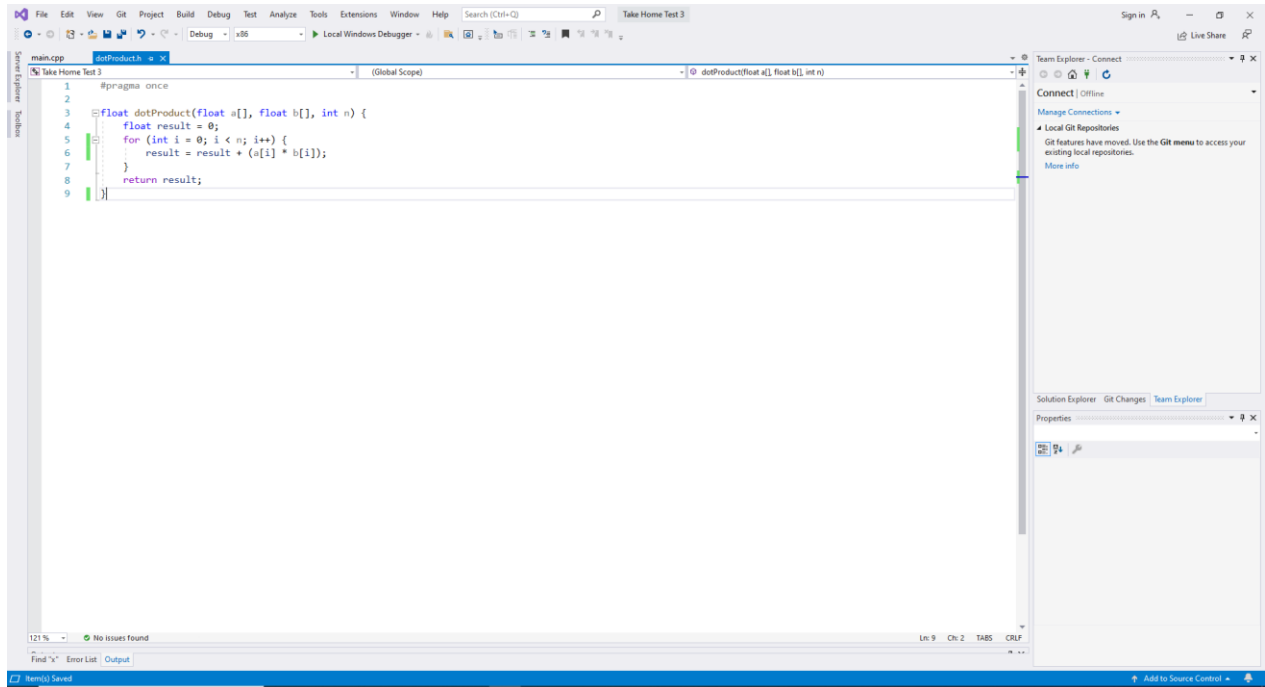 File Edit View Git Project Build Debug Test Analyze Tools Extensions Window Help Search (Ctrl+Q) Take Home Test 3 Sign in
Debug x86 Local Windows Debugger Live Share
Server Explorer
Toolbox
main.cpp dotProduct.h
Take Home Test 3 (Global Scope) dotProduct(float a[], float b[], int n)
1 #pragma once
2
3 float dotProduct(float a[], float b[], int n) {
4 float result = 0;
5 for (int i = 0; i < n; i++) {
6 result = result + (a[i] * b[i]);
7 }
8 return result;
9 }
121 % No issues found Ln: 9 Ch: 2 TABS CRLF
Find "x" Error List Output
Team Explorer - Connect
Connect | Offline
Manage Connections
Local Git Repositories
Git features have moved. Use the Git menu to access your
existing local repositories.
More info
Solution Explorer Git Changes Team Explorer
Properties
Item(s) Saved Add to Source Control